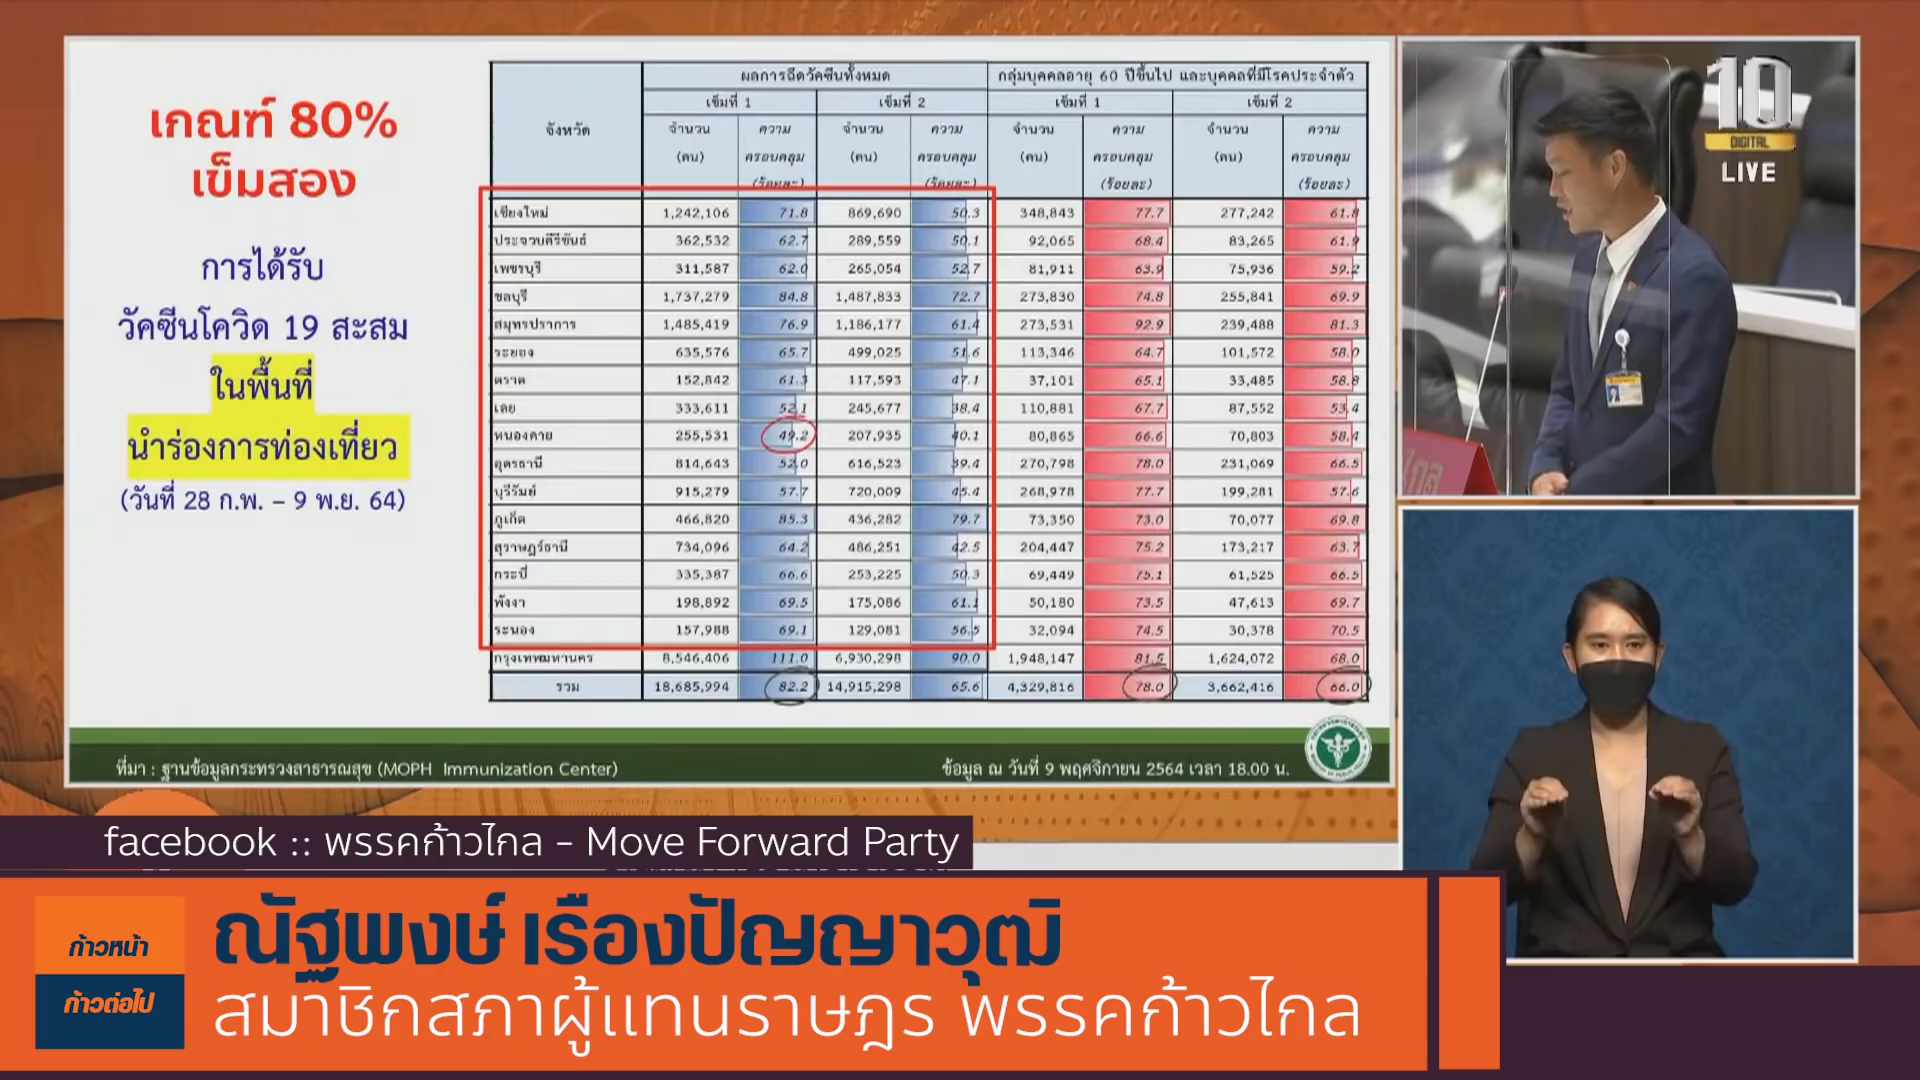 เกณฑ์ 80%
เข็มสอง
การได้รับ
วัคซีนโควิด 19 สะสม
ในพื้นที่
นำร่องการท่องเที่ยว
(วันที่ 28 ก.พ. – 9 พ.ย. 64)
จังหวัด ผลการฉีดวัคซีนทั้งหมด กลุ่มบุคคลอายุ 60 ปีขึ้นไป และบุคคลที่มีโรคประจำตัว
เข็มที่ 1 เข็มที่ 2 เข็มที่ 1 เข็มที่ 2
จำนวน ความ จำนวน ความ จำนวน ความ จำนวน ความ
(คน) ครอบคลุม (คน) ครอบคลุม (คน) ครอบคลุม (คน) ครอบคลุม
(ร้อยละ) (ร้อยละ) (ร้อยละ) (ร้อยละ)
เชียงใหม่ 1,242,106 71.8 869,690 50.3 348,843 77.7 277,242 61.8
ประจวบคีรีขันธ์ 362,532 62.7 289,559 50.1 92,065 68.4 83,265 61.9
เพชรบุรี 311,587 62.0 265,054 52.7 81,911 63.9 75,936 59.2
ชลบุรี 1,737,279 84.8 1,487,833 72.7 273,830 74.8 255,841 69.9
สมุทรปราการ 1,485,419 76.9 1,186,177 61.4 273,531 92.9 239,488 81.3
ระยอง 635,576 65.7 499,025 51.6 113,346 64.7 101,572 58.0
ตราด 152,842 61.3 117,593 47.1 37,101 65.1 33,485 58.8
เลย 333,611 52.1 245,677 38.4 110,881 67.7 87,552 53.4
หนองคาย 255,531 49.2 207,935 40.1 80,865 66.6 70,803 58.4
อุดรธานี 814,643 52.0 616,523 39.4 270,798 78.0 231,069 66.5
บุรีรัมย์ 915,279 57.7 720,009 45.4 268,978 77.7 199,281 57.6
ภูเก็ต 466,820 85.3 436,282 79.7 73,350 73.0 70,077 69.8
สุราษฎร์ธานี 734,096 64.2 486,251 42.5 204,447 75.2 173,217 63.7
กระบี่ 335,387 66.6 253,225 50.3 69,449 75.1 61,525 66.5
พังงา 198,892 69.5 175,086 61.1 50,180 73.5 47,613 69.7
ระนอง 157,988 69.1 129,081 56.5 32,094 74.5 30,378 70.5
กรุงเทพมหานคร 8,546,406 111.0 6,930,298 90.0 1,948,147 81.5 1,624,072 68.0
รวม 18,685,994 82.2 14,915,298 65.6 4,329,816 78.0 3,662,416 66.0
ที่มา : ฐานข้อมูลกระทรวงสาธารณสุข (MOPH Immunization Center)
ข้อมูล ณ วันที่ 9 พฤศจิกายน 2564 เวลา 18.00 น.
10
DIGITAL
LIVE
facebook :: พรรคก้าวไกล - Move Forward Party
ก้าวหน้า
ก้าวต่อไป
ณัฐพงษ์ เรืองปัญญาวุฒิ
สมาชิกสภาผู้แทนราษฎร พรรคก้าวไกล